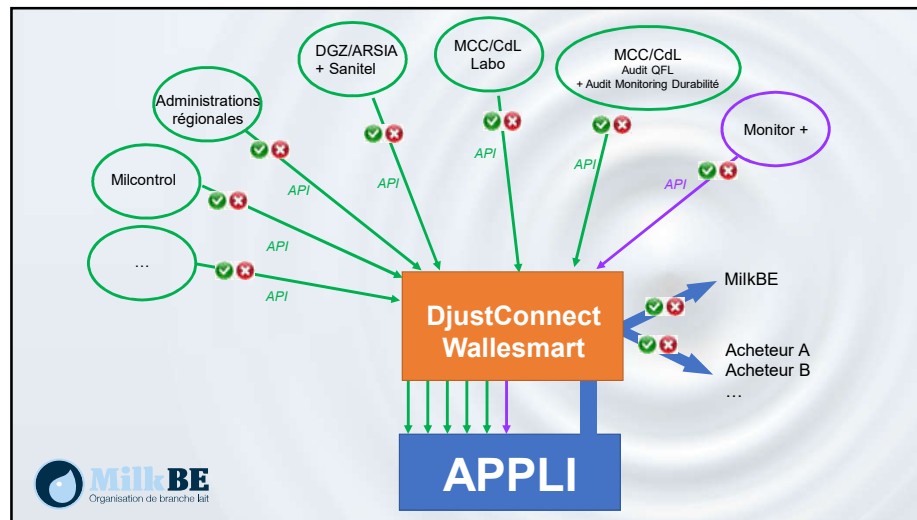 DGZ/ARSIA
+ Sanitel
MCC/CdL
Labo
MCC/CdL
Audit QFL
+ Audit Monitoring Durabilité
Administrations
régionales
Monitor +
Milcontrol
…
API
API
API
API
API
API
API
DjustConnect
Wallesmart
MilkBE
Acheteur A
Acheteur B
…
APPLI
MilkBE
Organisation de branche lait